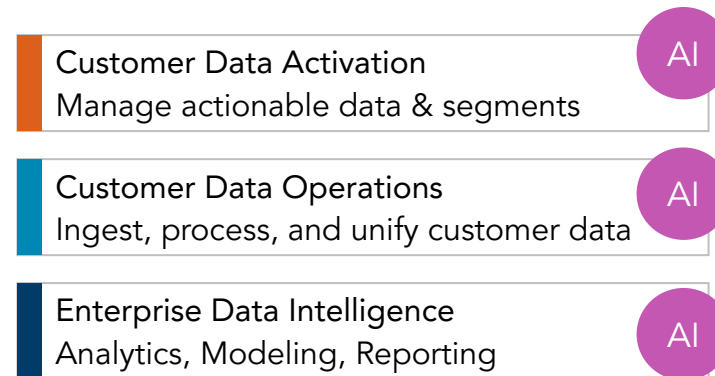 Customer Data Activation
Manage actionable data & segments
AI
Customer Data Operations
Ingest, process, and unify customer data
AI
Enterprise Data Intelligence
Analytics, Modeling, Reporting
AI